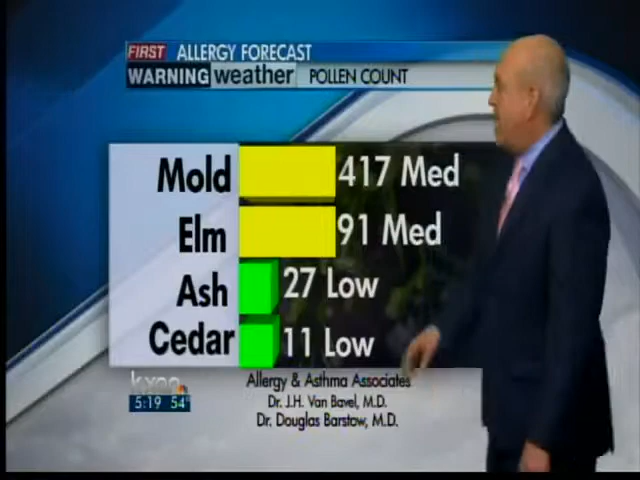 FIRST ALLERGY FORECAST
WARNING weather POLLEN COUNT
Mold 417 Med
Elm 91 Med
Ash 27 Low
Cedar 11 Low
kxan
5:19 54°
Allergy & Asthma Associates
Dr. J.H. Van Bavel, M.D.
Dr. Douglas Barstow, M.D.